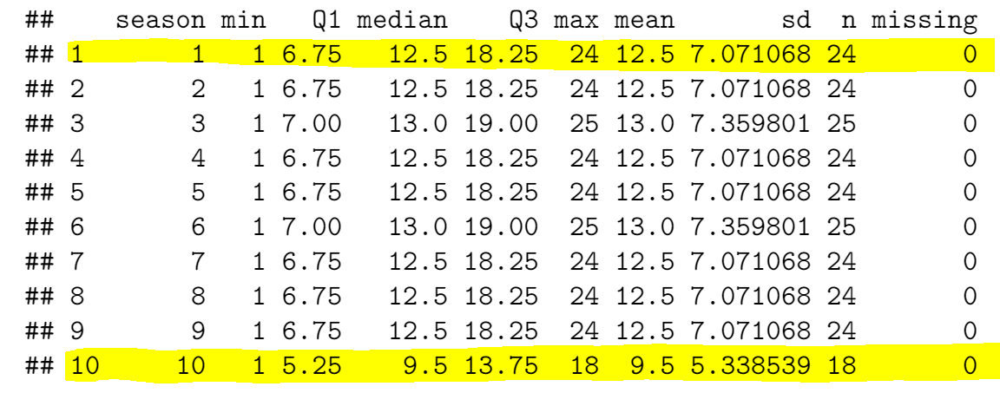 ##    season min   Q1 median    Q3 max mean       sd  n missing
## 1       1   1 6.75   12.5 18.25  24 12.5 7.071068 24       0
## 2       2   1 6.75   12.5 18.25  24 12.5 7.071068 24       0
## 3       3   1 7.00   13.0 19.00  25 13.0 7.359801 25       0
## 4       4   1 6.75   12.5 18.25  24 12.5 7.071068 24       0
## 5       5   1 6.75   12.5 18.25  24 12.5 7.071068 24       0
## 6       6   1 7.00   13.0 19.00  25 13.0 7.359801 25       0
## 7       7   1 6.75   12.5 18.25  24 12.5 7.071068 24       0
## 8       8   1 6.75   12.5 18.25  24 12.5 7.071068 24       0
## 9       9   1 6.75   12.5 18.25  24 12.5 7.071068 24       0
## 10     10   1 5.25    9.5 13.75  18  9.5 5.338539 18       0